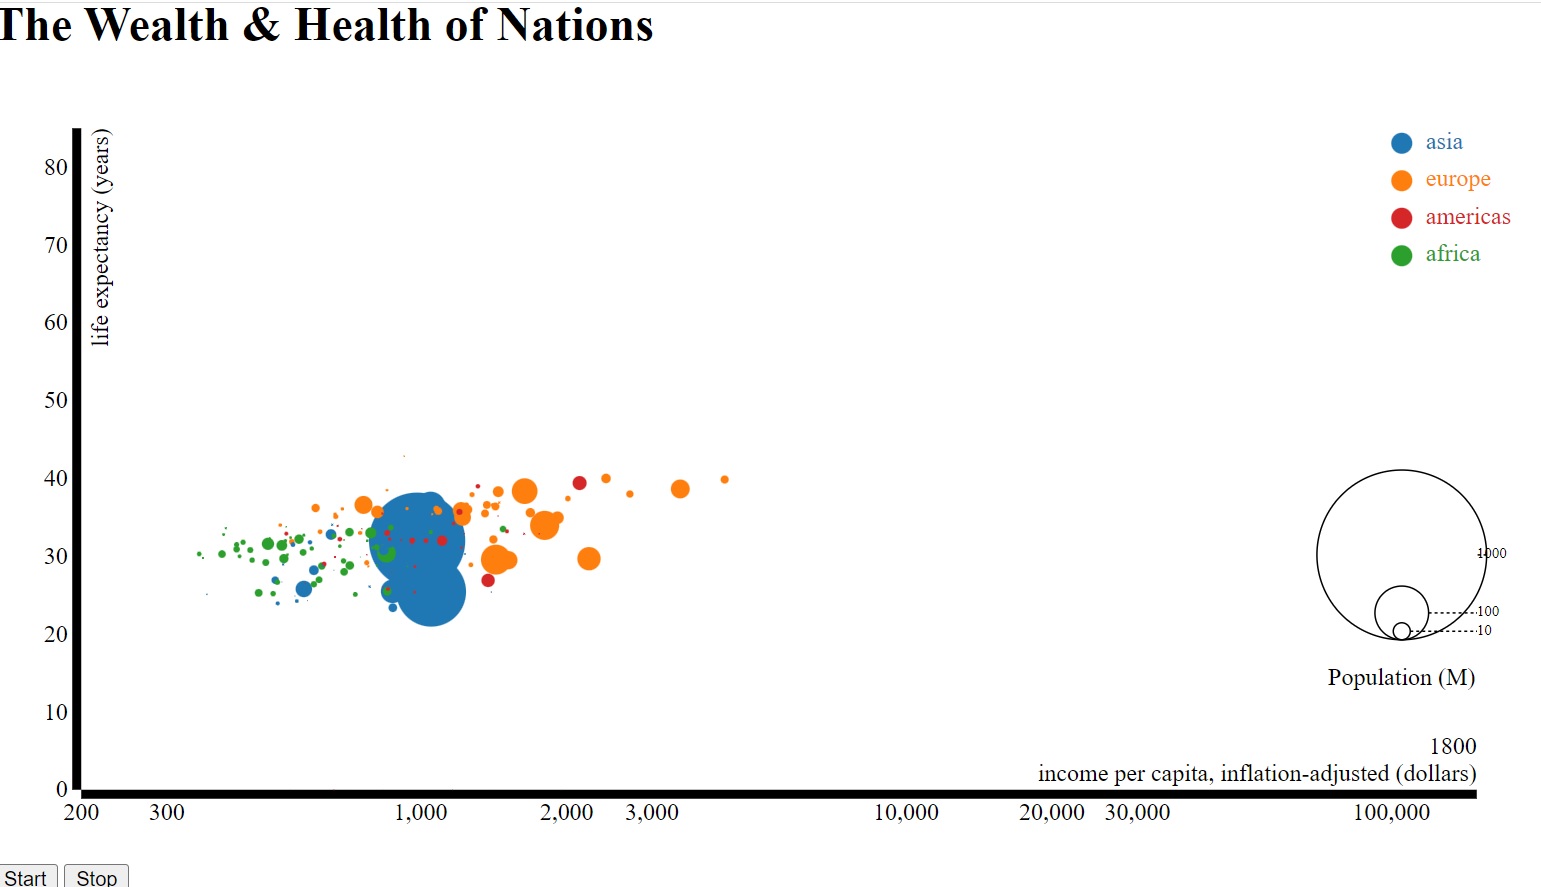 The Wealth & Health of Nations
life expectancy (years)
80
70
60
50
40
30
20
10
0
asia
europe
americas
africa
1000
100
10
Population (M)
1800
income per capita, inflation-adjusted (dollars)
200 300 1,000 2,000 3,000 10,000 20,000 30,000 100,000
Start Stop